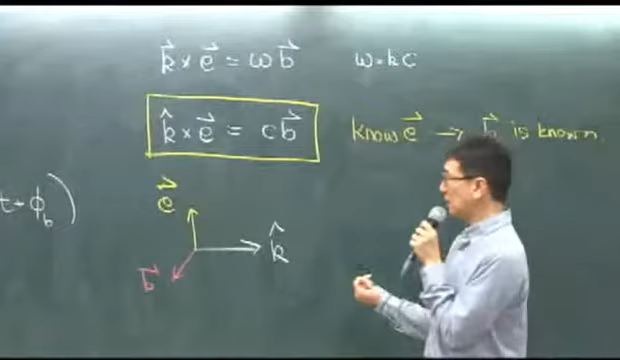 k⃗ × e⃗ = ω b⃗ ω = kc
k̂ × e⃗ = c b⃗ know e⃗ → b⃗ is known.
t + ϕ_b )
e⃗
k̂
b⃗